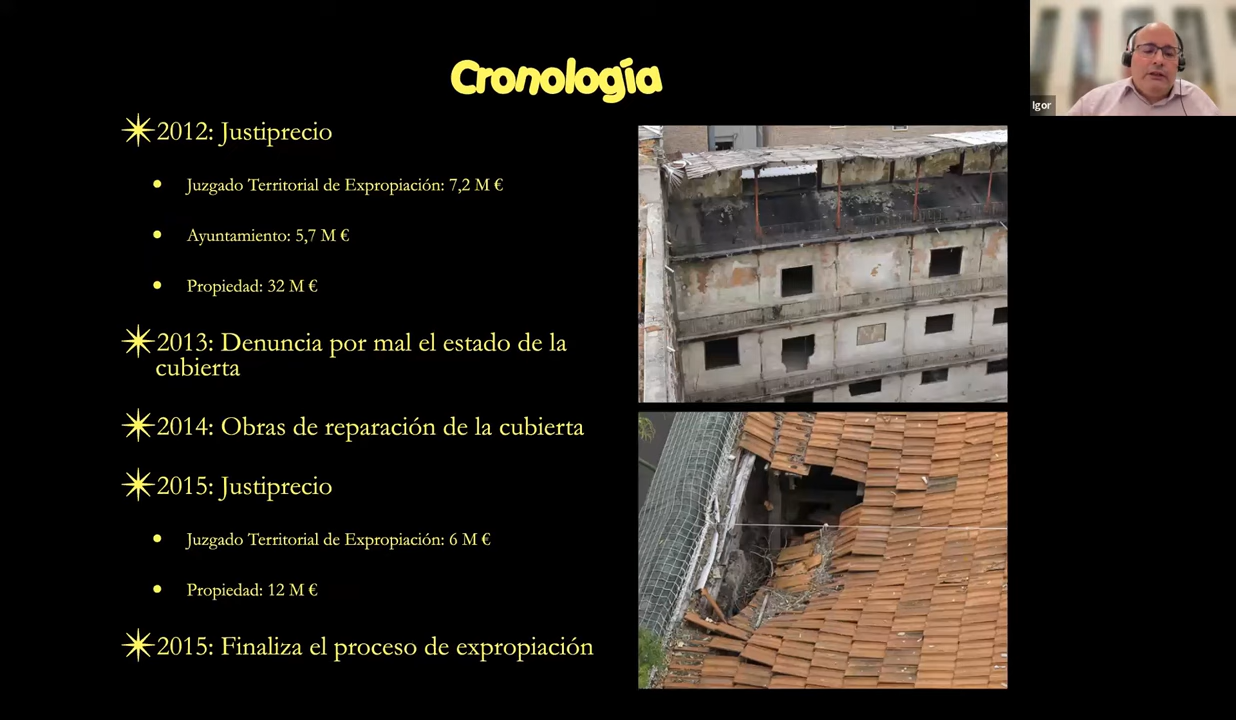 Cronología
2012: Justiprecio
Juzgado Territorial de Expropiación: 7,2 M €
Ayuntamiento: 5,7 M €
Propiedad: 32 M €
2013: Denuncia por mal el estado de la
cubierta
2014: Obras de reparación de la cubierta
2015: Justiprecio
Juzgado Territorial de Expropiación: 6 M €
Propiedad: 12 M €
2015: Finaliza el proceso de expropiación
Igor